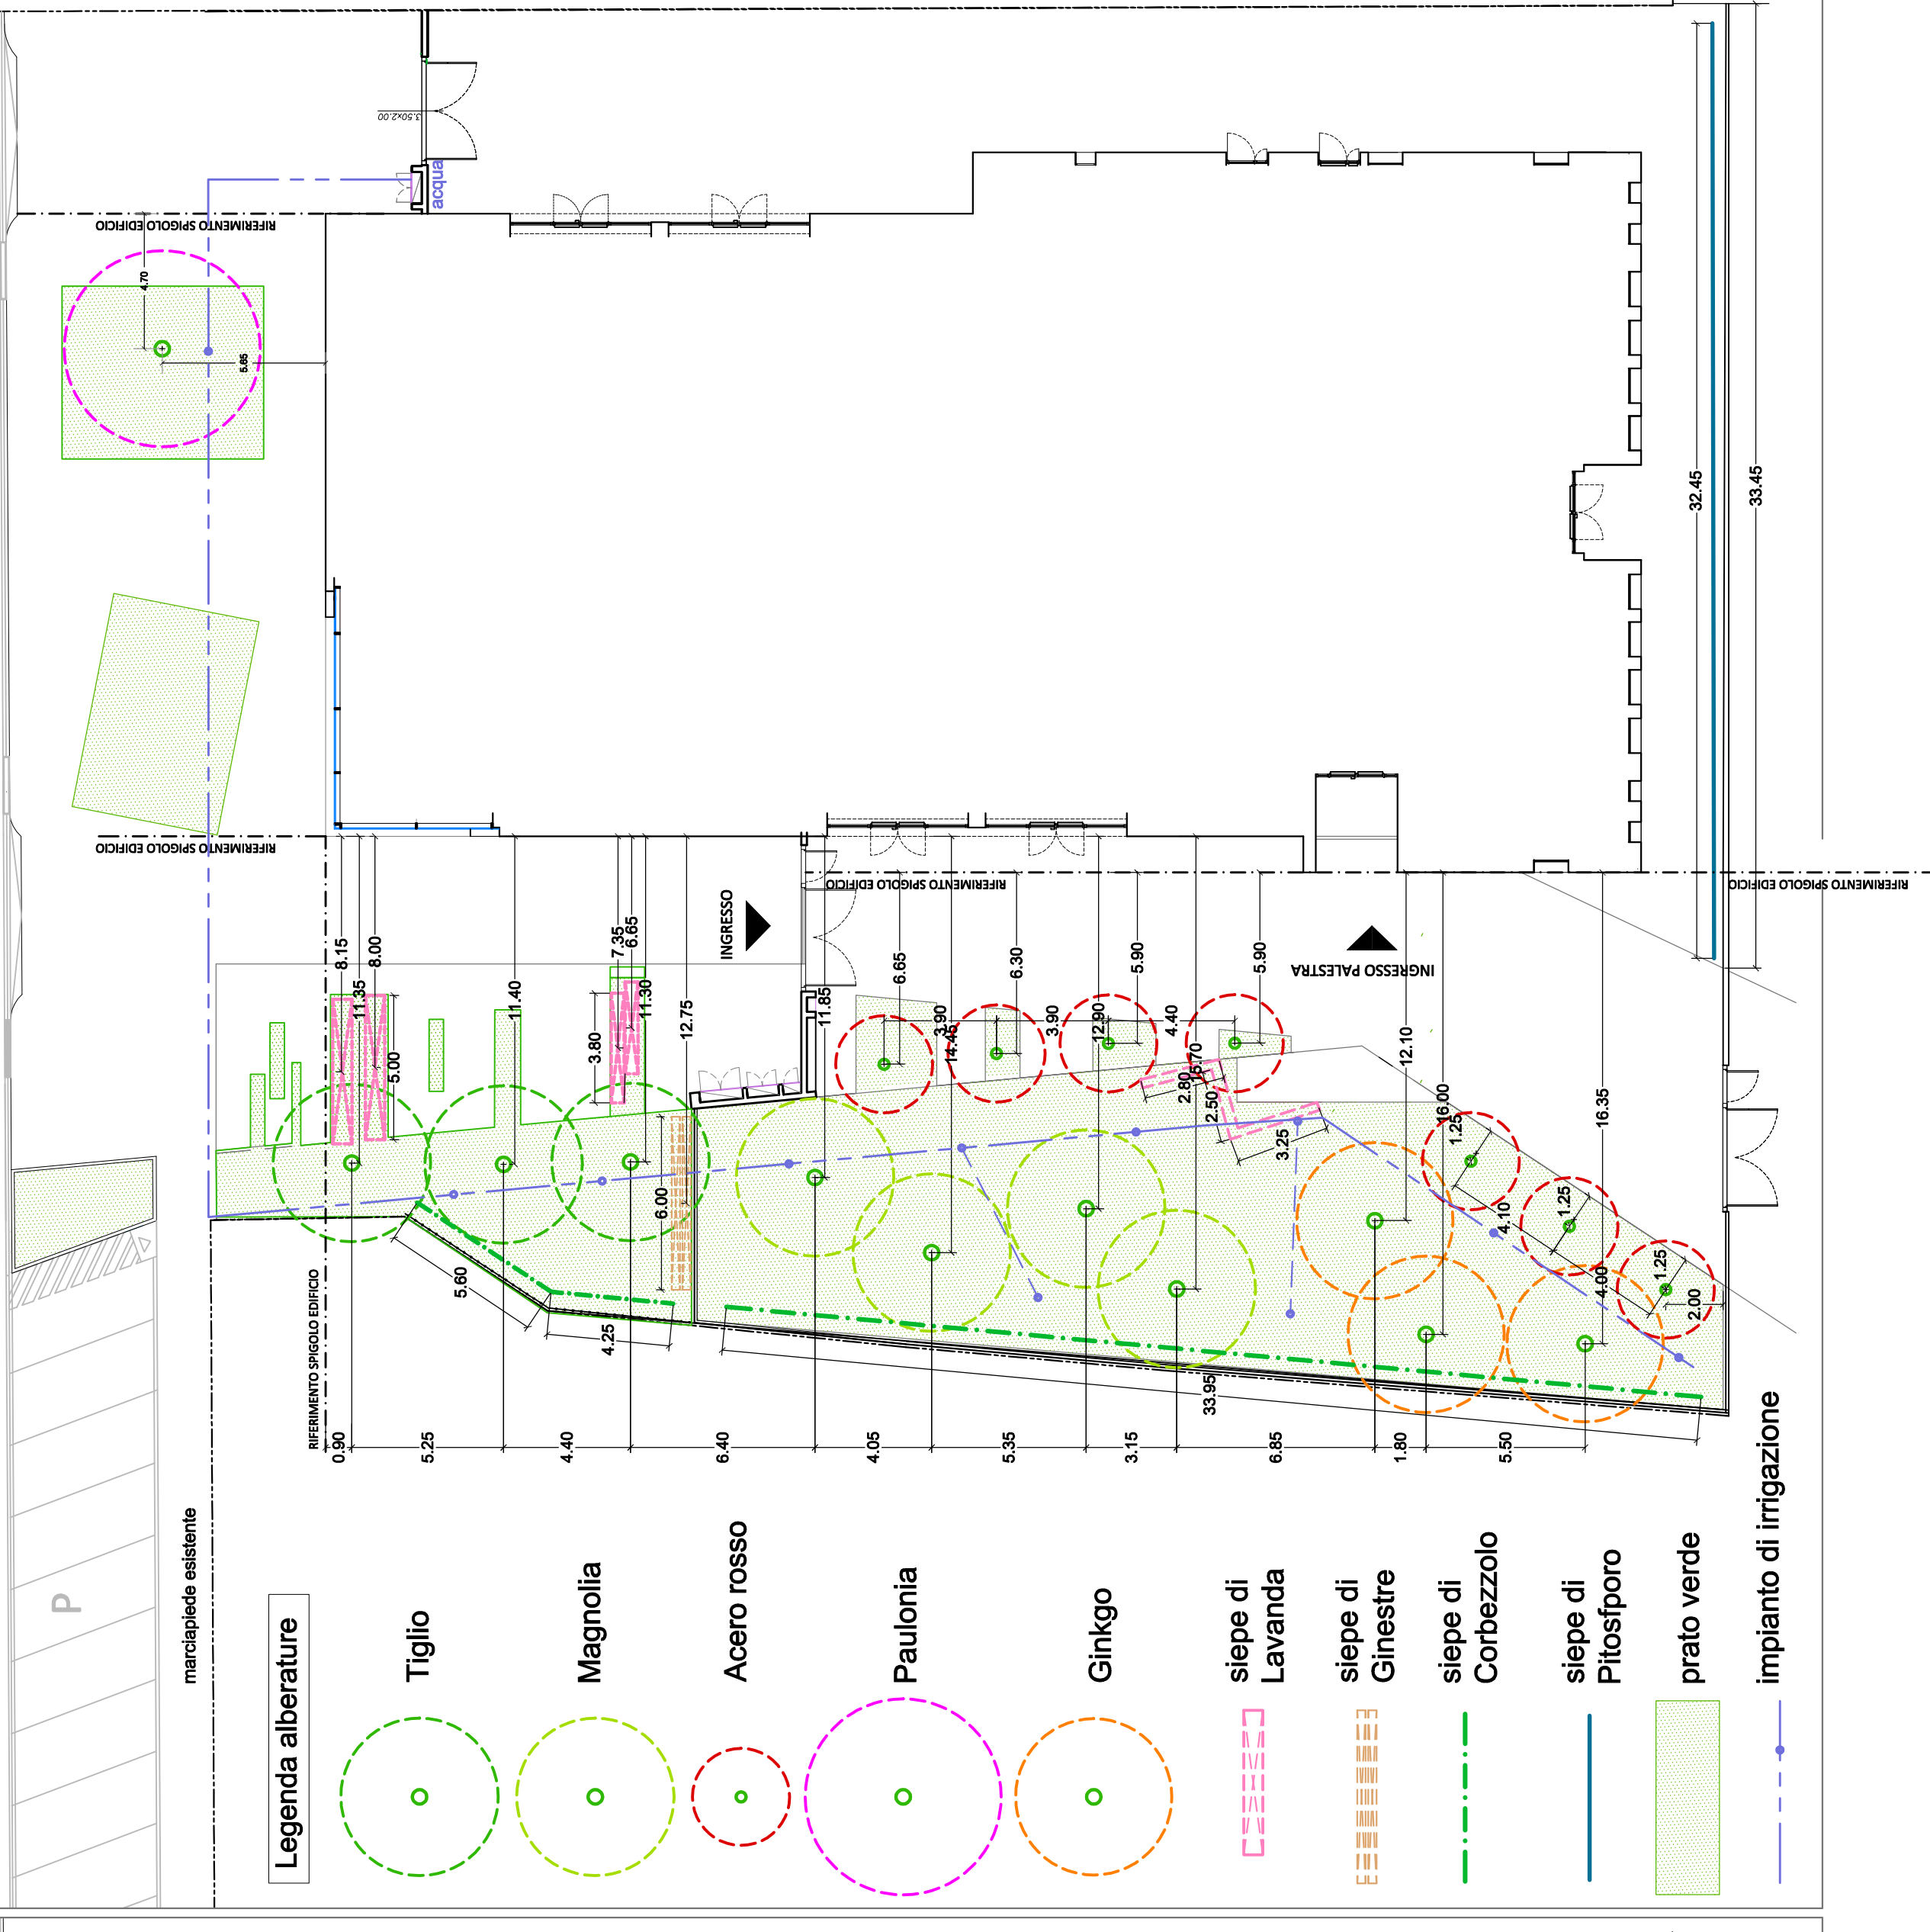 3.50x2.00
acqua
RIFERIMENTO SPIGOLO EDIFICIO
4.70
5.65
32.45
33.45
RIFERIMENTO SPIGOLO EDIFICIO
RIFERIMENTO SPIGOLO EDIFICIO
RIFERIMENTO SPIGOLO EDIFICIO
INGRESSO
INGRESSO PALESTRA
8.15
11.35
8.00
5.00
11.40
7.35
6.65
11.30
3.80
12.75
6.00
11.85
6.65
3.90
14.45
6.30
3.90
12.90
5.90
4.40
15.70
5.90
2.80
2.50
3.25
12.10
16.00
1.25
16.35
1.25
4.10
1.25
4.00
2.00
5.60
4.25
33.95
RIFERIMENTO SPIGOLO EDIFICIO
0.90
5.25
4.40
6.40
4.05
5.35
3.15
6.85
1.80
5.50
marciapiede esistente
P
Legenda alberature
Tiglio
Magnolia
Acero rosso
Paulonia
Ginkgo
siepe di
Lavanda
siepe di
Ginestre
siepe di
Corbezzolo
siepe di
Pitosfporo
prato verde
impianto di irrigazione